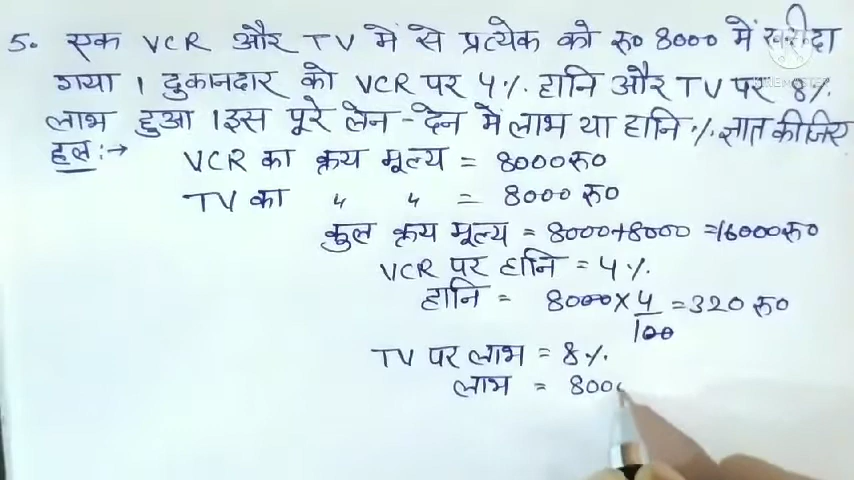 5. एक VCR और TV में से प्रत्येक को रू० 8000 में खरीदा
गया । दुकानदार को VCR पर 4% हानि और TV पर 8%
लाभ हुआ । इस पूरे लेन-देन में लाभ या हानि % ज्ञात कीजिए
हल :→
VCR का क्रय मूल्य = 8000 रू०
TV का " " = 8000 रू०
कुल क्रय मूल्य = 8000+8000 = 16000 रू०
VCR पर हानि = 4%.
हानि = 8000 × 4/100 = 320 रू०
TV पर लाभ = 8%.
लाभ = 800